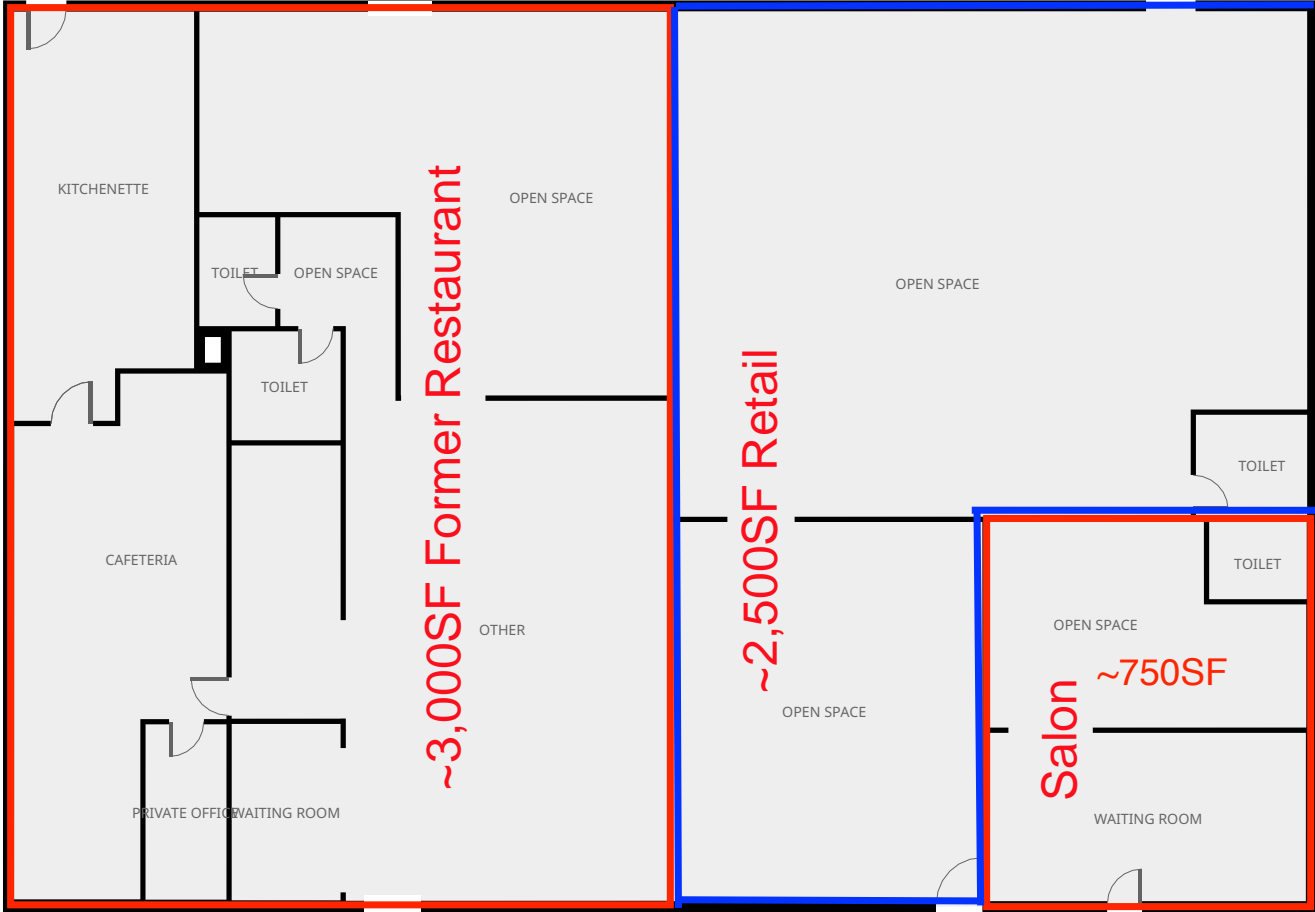 KITCHENETTE
OPEN SPACE
TOILET
OPEN SPACE
TOILET
CAFETERIA
OTHER
PRIVATE OFFICE
WAITING ROOM
~3,000SF Former Restaurant
OPEN SPACE
TOILET
~2,500SF Retail
OPEN SPACE
TOILET
OPEN SPACE
~750SF
Salon
WAITING ROOM